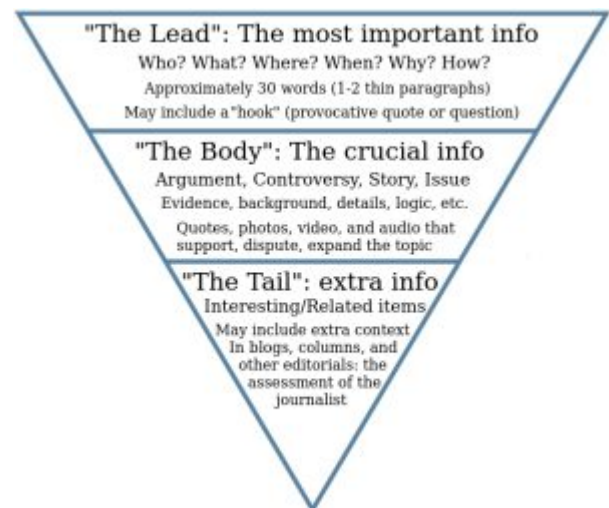 "The Lead": The most important info
Who? What? Where? When? Why? How?
Approximately 30 words (1-2 thin paragraphs)
May include a "hook" (provocative quote or question)
"The Body": The crucial info
Argument, Controversy, Story, Issue
Evidence, background, details, logic, etc.
Quotes, photos, video, and audio that
support, dispute, expand the topic
"The Tail": extra info
Interesting/Related items
May include extra context
In blogs, columns, and
other editorials: the
assessment of the
journalist